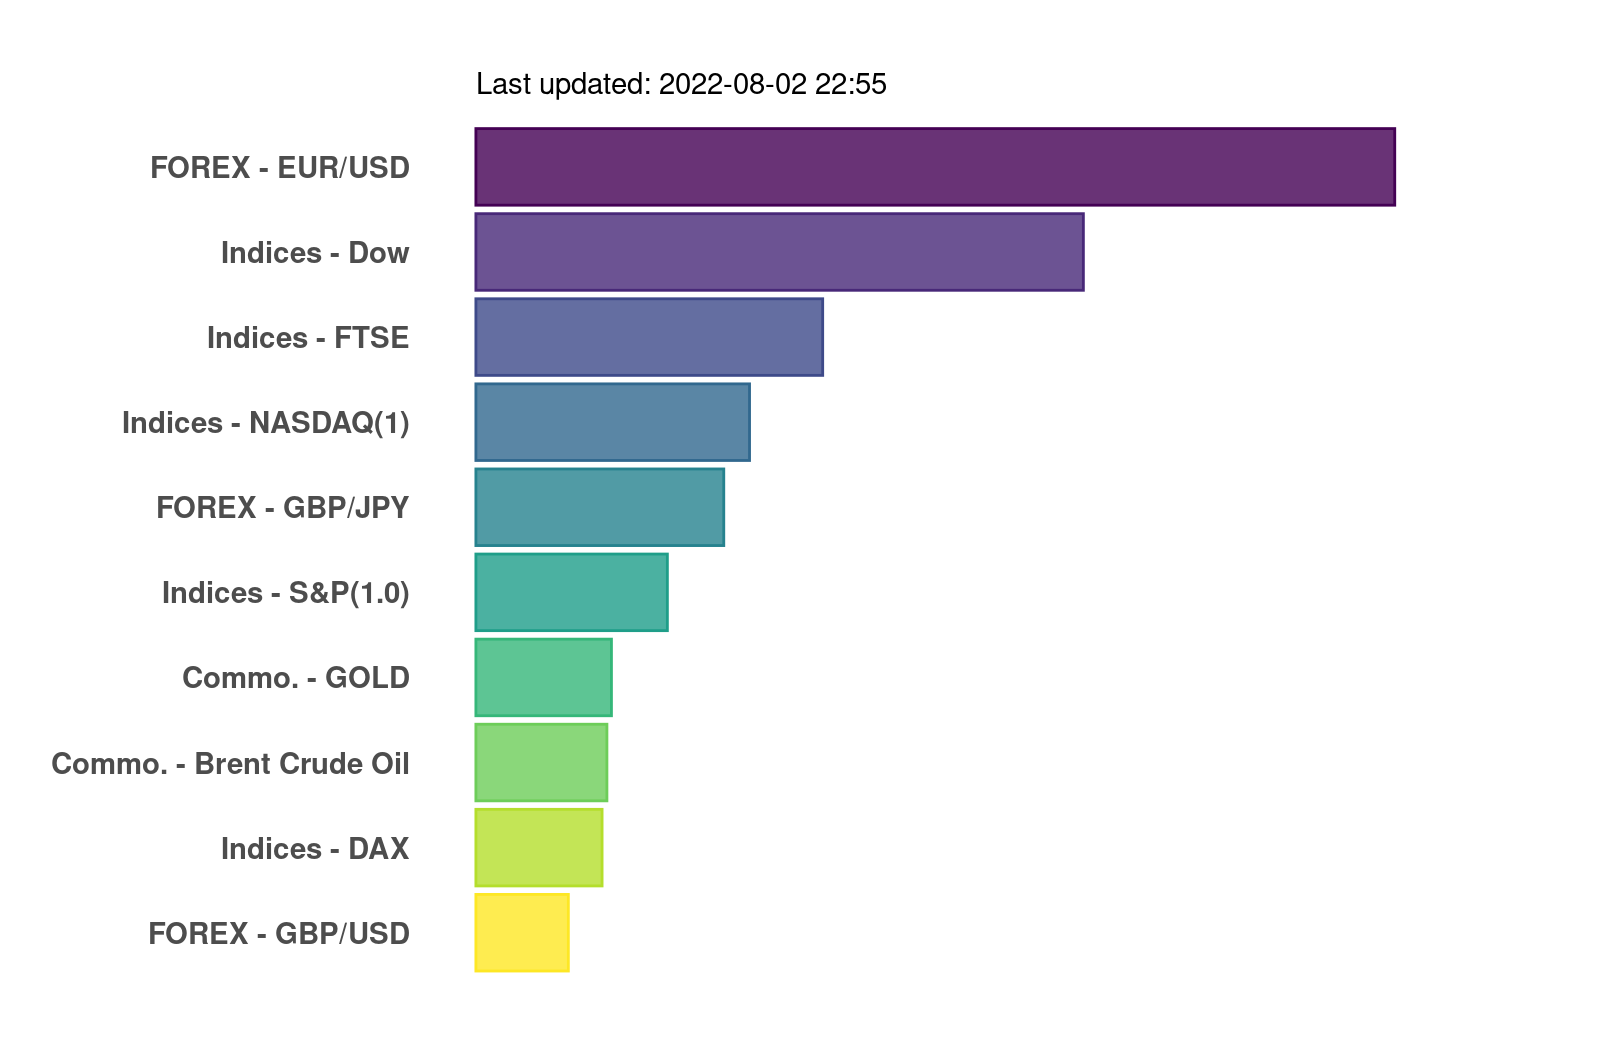 Last updated: 2022-08-02 22:55
FOREX - EUR/USD
Indices - Dow
Indices - FTSE
Indices - NASDAQ(1)
FOREX - GBP/JPY
Indices - S&P(1.0)
Commo. - GOLD
Commo. - Brent Crude Oil
Indices - DAX
FOREX - GBP/USD